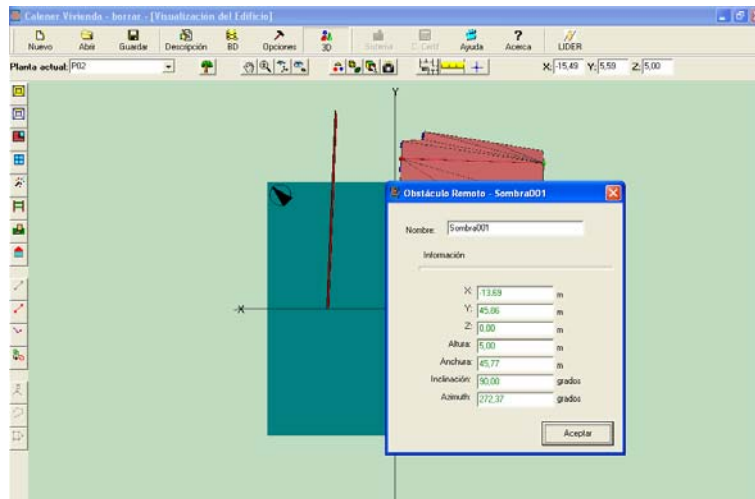 Calener Vivienda - borrar - [Visualización del Edificio]
Nuevo Abrir Guardar Descripción BD Opciones 3D Sistema C. Certif Ayuda Acerca LIDER
Planta actual: P02 X: -15,49 Y: 5,59 Z: 5,00
Y
-X
Obstáculo Remoto - Sombra001
Nombre: Sombra001
Información
X: -13,69 m
Y: 45,06 m
Z: 0,00 m
Altura: 5,00 m
Anchura: 45,77 m
Inclinación: 90,00 grados
Azimuth: 272,37 grados
Aceptar